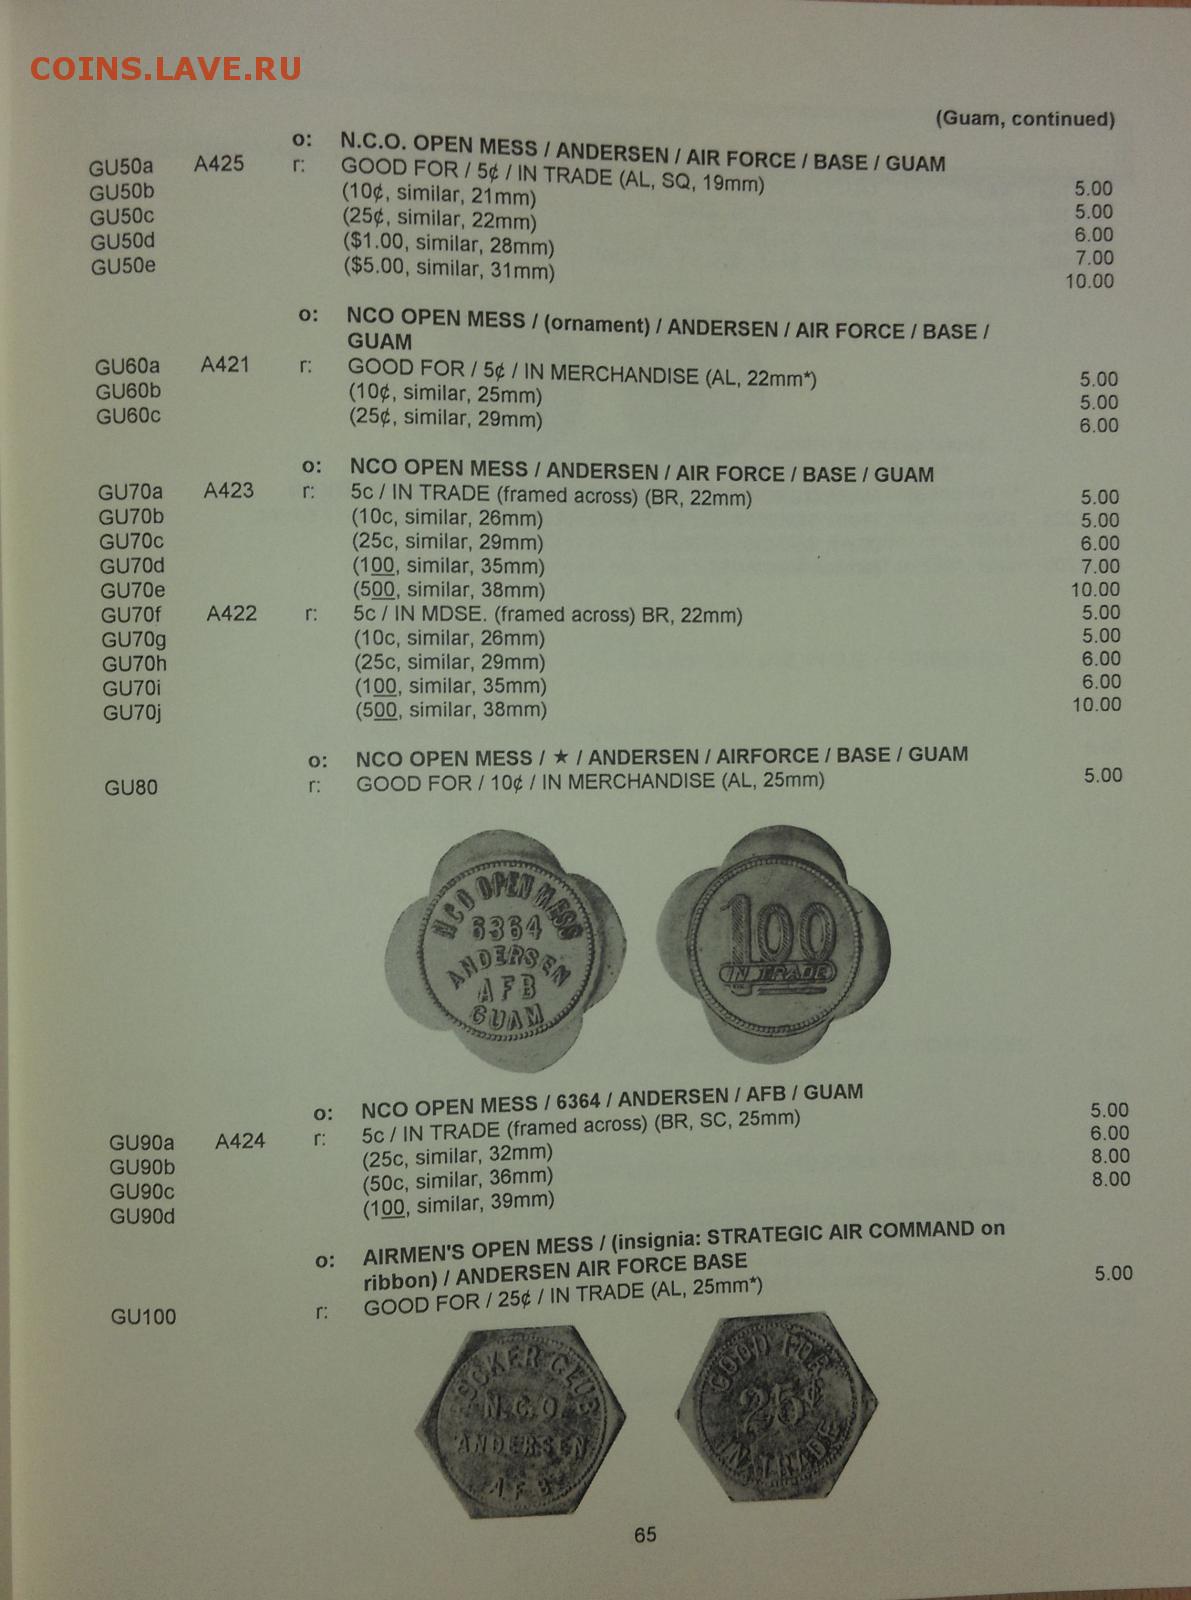 COINS.LAVE.RU
(Guam, continued)
o: N.C.O. OPEN MESS / ANDERSEN / AIR FORCE / BASE / GUAM
GU50a A425 r: GOOD FOR / 5¢ / IN TRADE (AL, SQ, 19mm) 5.00
GU50b (10¢, similar, 21mm) 5.00
GU50c (25¢, similar, 22mm) 6.00
GU50d ($1.00, similar, 28mm) 7.00
GU50e ($5.00, similar, 31mm) 10.00
o: NCO OPEN MESS / (ornament) / ANDERSEN / AIR FORCE / BASE /
GUAM
GU60a A421 r: GOOD FOR / 5¢ / IN MERCHANDISE (AL, 22mm*) 5.00
GU60b (10¢, similar, 25mm) 5.00
GU60c (25¢, similar, 29mm) 6.00
o: NCO OPEN MESS / ANDERSEN / AIR FORCE / BASE / GUAM
GU70a A423 r: 5c / IN TRADE (framed across) (BR, 22mm) 5.00
GU70b (10c, similar, 26mm) 5.00
GU70c (25c, similar, 29mm) 6.00
GU70d (100, similar, 35mm) 7.00
GU70e (500, similar, 38mm) 10.00
GU70f A422 r: 5c / IN MDSE. (framed across) BR, 22mm) 5.00
GU70g (10c, similar, 26mm) 5.00
GU70h (25c, similar, 29mm) 6.00
GU70i (100, similar, 35mm) 6.00
GU70j (500, similar, 38mm) 10.00
o: NCO OPEN MESS / ★ / ANDERSEN / AIRFORCE / BASE / GUAM
GU80 r: GOOD FOR / 10¢ / IN MERCHANDISE (AL, 25mm) 5.00
NCO OPEN MESS
6364
ANDERSEN
AFB
GUAM
100
IN TRADE
o: NCO OPEN MESS / 6364 / ANDERSEN / AFB / GUAM
GU90a A424 r: 5c / IN TRADE (framed across) (BR, SC, 25mm) 5.00
GU90b (25c, similar, 32mm) 6.00
GU90c (50c, similar, 36mm) 8.00
GU90d (100, similar, 39mm) 8.00
o: AIRMEN'S OPEN MESS / (insignia: STRATEGIC AIR COMMAND on
ribbon) / ANDERSEN AIR FORCE BASE
GU100 r: GOOD FOR / 25¢ / IN TRADE (AL, 25mm*) 5.00
CLUB
N.C.O.
ANDERSEN
AFB
GOOD FOR
25¢
IN TRADE
65